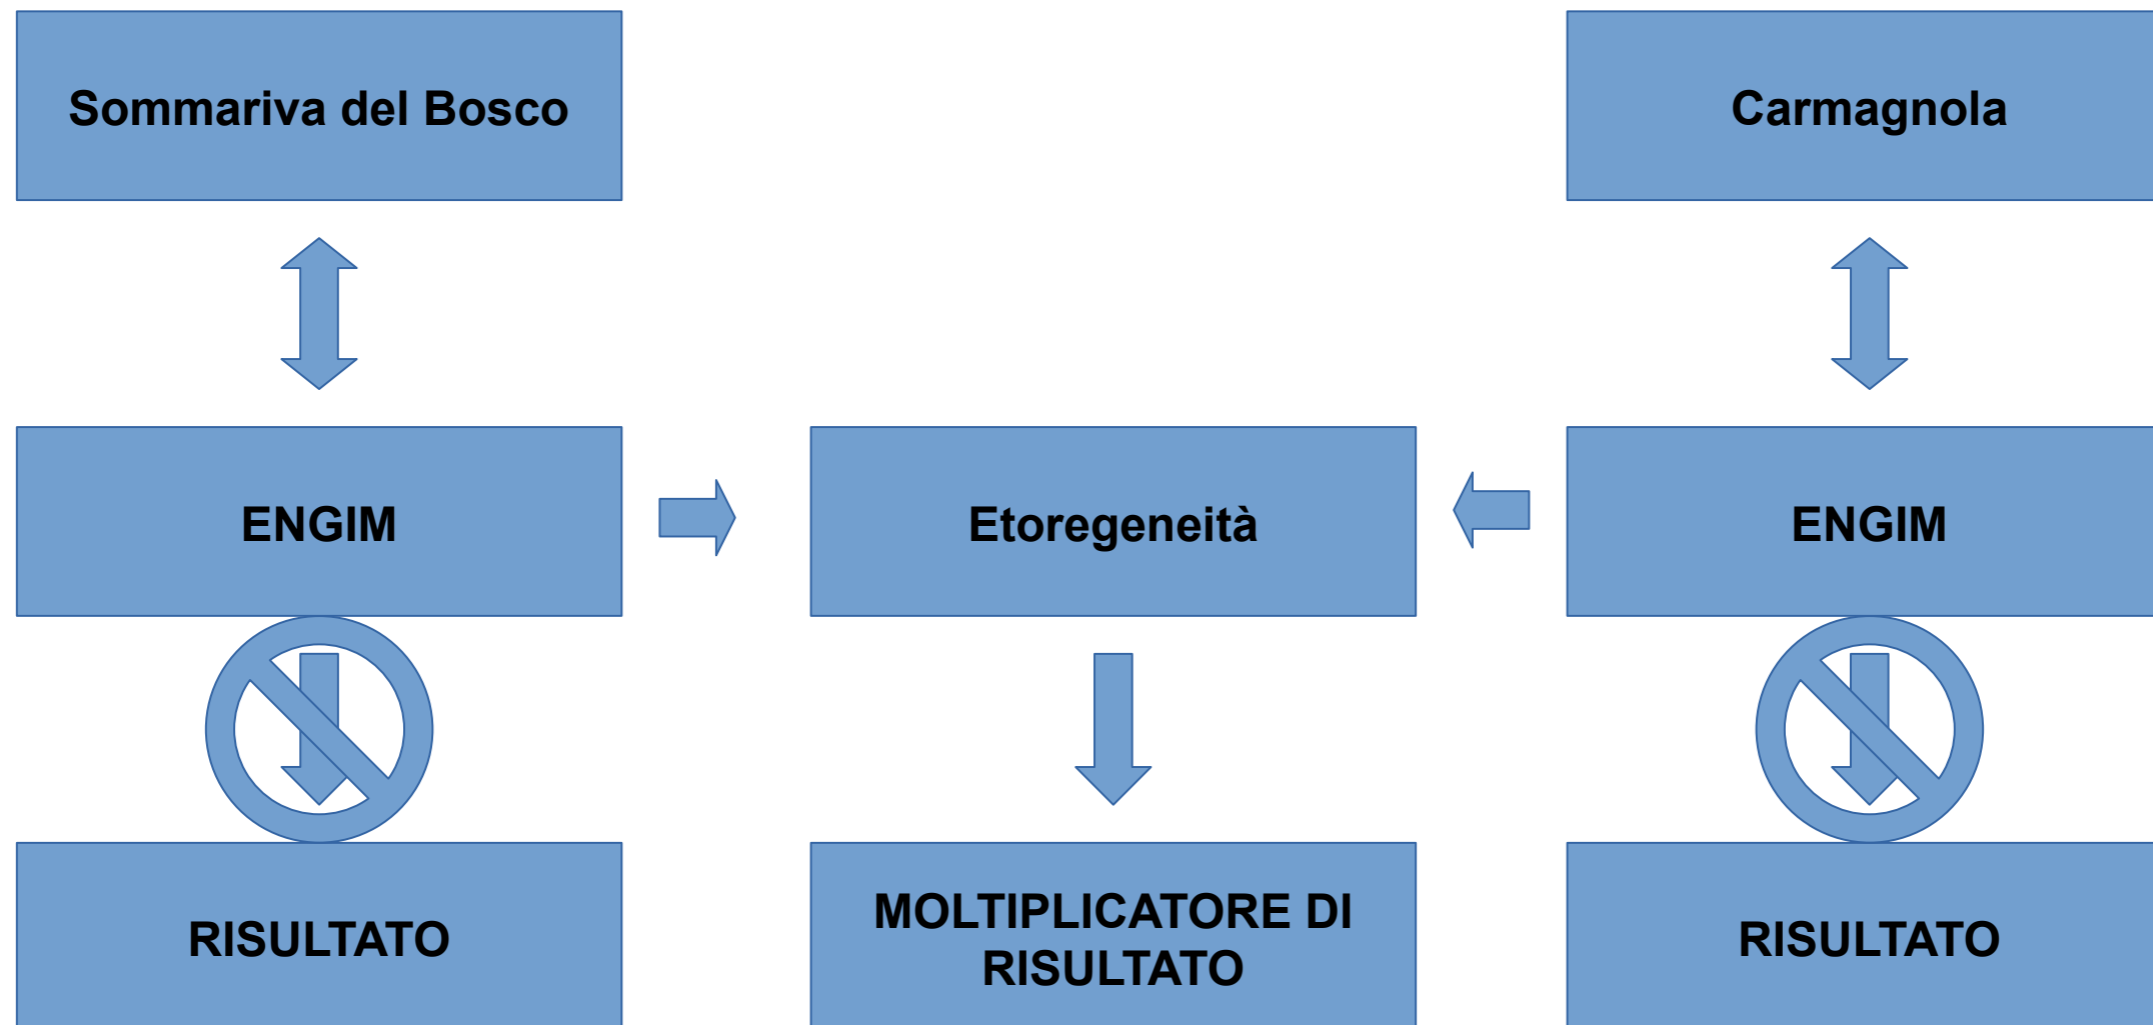 Sommariva del Bosco
Carmagnola
ENGIM
Etoregeneità
ENGIM
RISULTATO
MOLTIPLICATORE DI
RISULTATO
RISULTATO